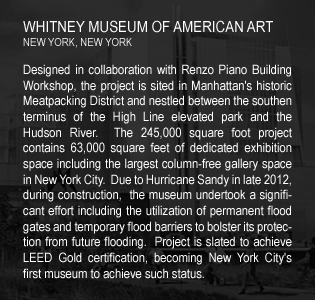 WHITNEY MUSEUM OF AMERICAN ART
NEW YORK, NEW YORK
Designed in collaboration with Renzo Piano Building
Workshop, the project is sited in Manhattan's historic
Meatpacking District and nestled between the southen
terminus of the High Line elevated park and the
Hudson River. The 245,000 square foot project
contains 63,000 square feet of dedicated exhibition
space including the largest column-free gallery space
in New York City. Due to Hurricane Sandy in late 2012,
during construction, the museum undertook a signifi-
cant effort including the utilization of permanent flood
gates and temporary flood barriers to bolster its protec-
tion from future flooding. Project is slated to achieve
LEED Gold certification, becoming New York City's
first museum to achieve such status.